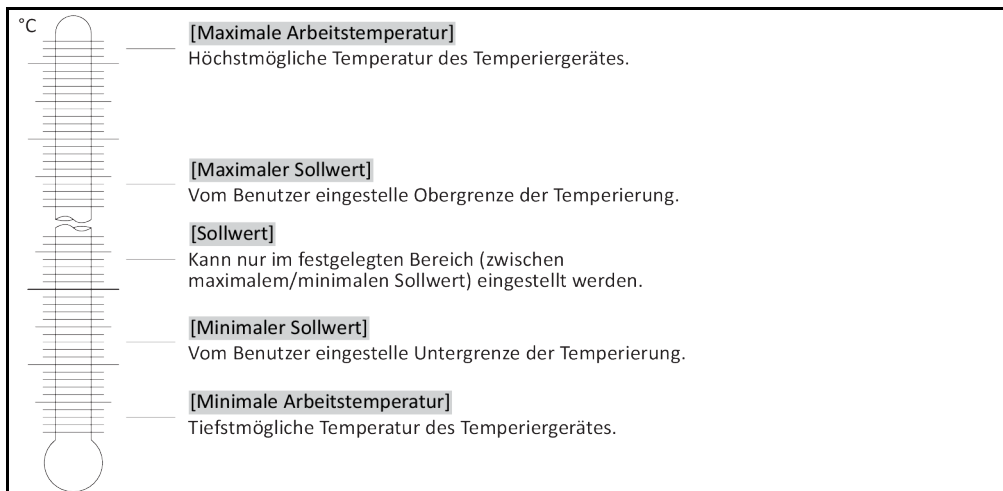 °C
[Maximale Arbeitstemperatur]
Höchstmögliche Temperatur des Temperiergerätes.
[Maximaler Sollwert]
Vom Benutzer eingestelle Obergrenze der Temperierung.
[Sollwert]
Kann nur im festgelegten Bereich (zwischen
maximalem/minimalen Sollwert) eingestellt werden.
[Minimaler Sollwert]
Vom Benutzer eingestelle Untergrenze der Temperierung.
[Minimale Arbeitstemperatur]
Tiefstmögliche Temperatur des Temperiergerätes.